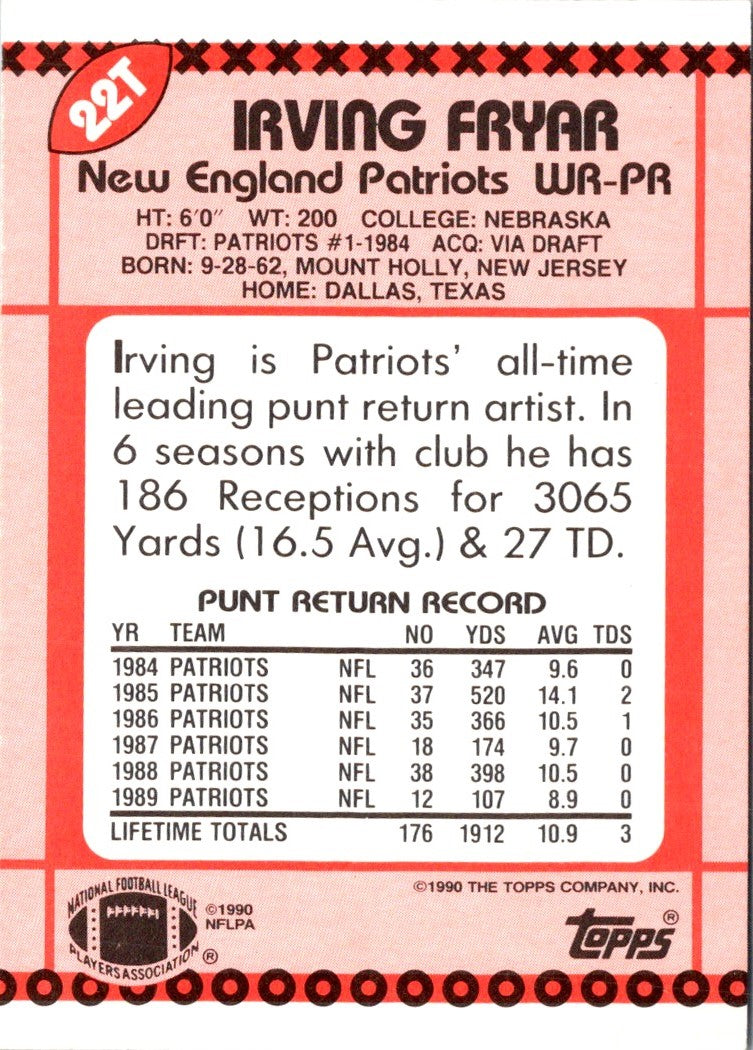 22T
IRVING FRYAR
New England Patriots WR-PR
HT: 6'0" WT: 200 COLLEGE: NEBRASKA
DRFT: PATRIOTS #1-1984 ACQ: VIA DRAFT
BORN: 9-28-62, MOUNT HOLLY, NEW JERSEY
HOME: DALLAS, TEXAS
Irving is Patriots' all-time
leading punt return artist. In
6 seasons with club he has
186 Receptions for 3065
Yards (16.5 Avg.) & 27 TD.
PUNT RETURN RECORD
YR TEAM NO YDS AVG TDS
1984 PATRIOTS NFL 36 347 9.6 0
1985 PATRIOTS NFL 37 520 14.1 2
1986 PATRIOTS NFL 35 366 10.5 1
1987 PATRIOTS NFL 18 174 9.7 0
1988 PATRIOTS NFL 38 398 10.5 0
1989 PATRIOTS NFL 12 107 8.9 0
LIFETIME TOTALS 176 1912 10.9 3
©1990 THE TOPPS COMPANY, INC.
NATIONAL FOOTBALL LEAGUE
PLAYERS ASSOCIATION ®
©1990
NFLPA
Topps ®